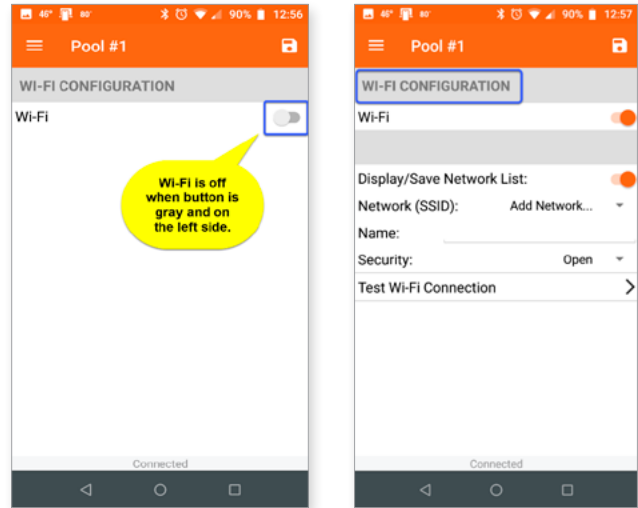 46° 80° 90% 12:56
Pool #1
WI-FI CONFIGURATION
Wi-Fi
Wi-Fi is off
when button is
gray and on
the left side.
Connected
46° 80° 90% 12:57
Pool #1
WI-FI CONFIGURATION
Wi-Fi
Display/Save Network List:
Network (SSID): Add Network...
Name:
Security: Open
Test Wi-Fi Connection
Connected